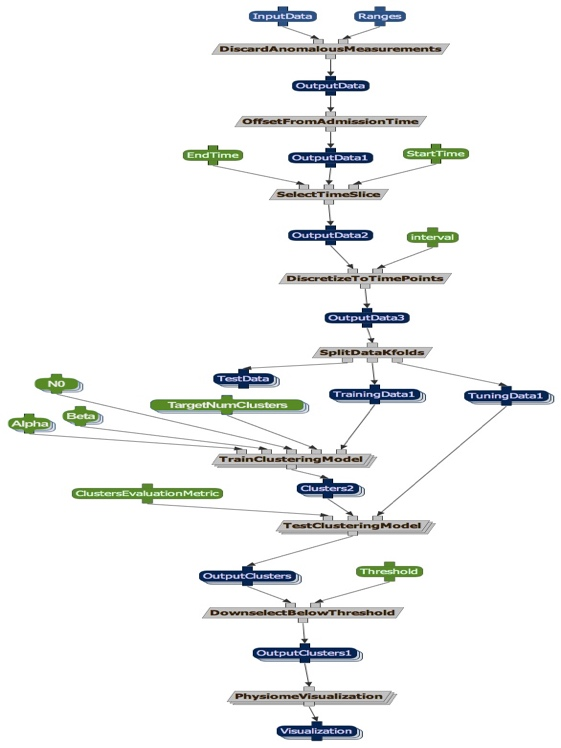 InputData
Ranges
DiscardAnomalousMeasurements
OutputData
OffsetFromAdmissionTime
EndTime
OutputData1
StartTime
SelectTimeSlice
OutputData2
interval
DiscretizeToTimePoints
OutputData3
SplitDataKfolds
N0
TestData
TrainingData1
TuningData1
TargetNumClusters
Alpha
Beta
TrainClusteringModel
Clusters2
ClustersEvaluationMetric
TestClusteringModel
OutputClusters
Threshold
DownselectBelowThreshold
OutputClusters1
PhysiomeVisualization
Visualization